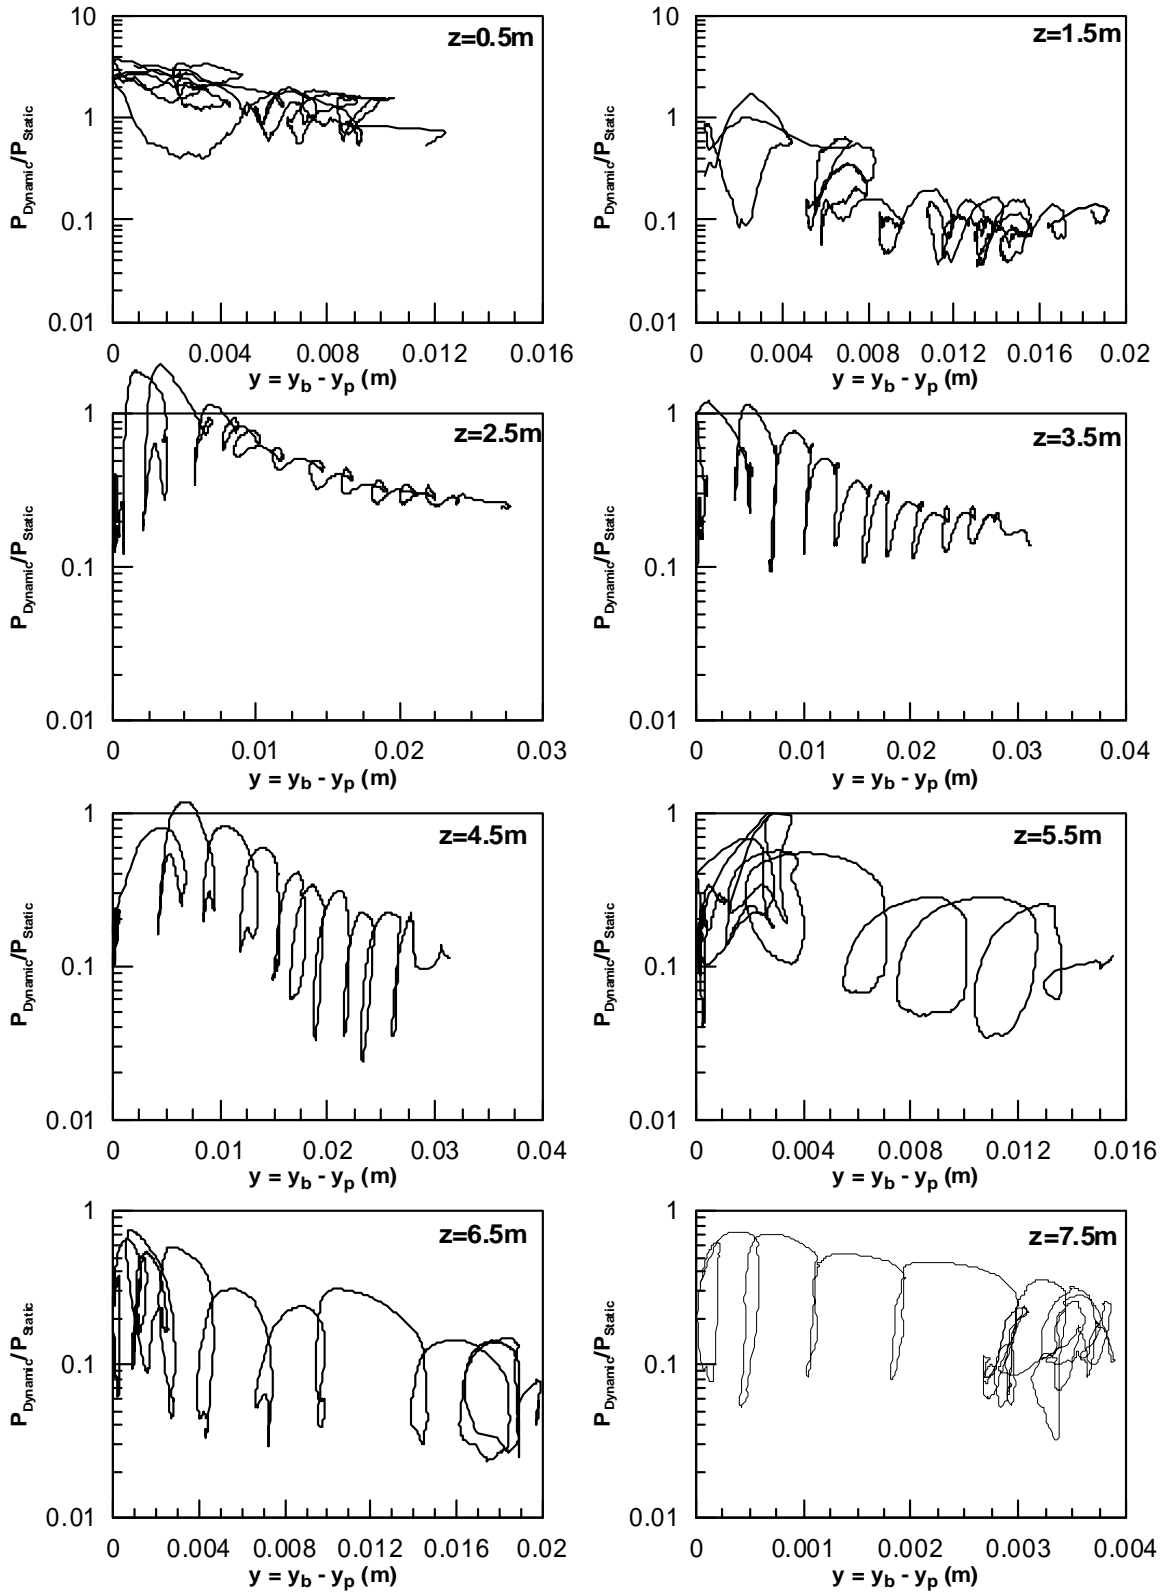 10
1
0.1
0.01
P_Dynamic/P_Static
z=0.5m
0 0.004 0.008 0.012 0.016
y = y_b - y_p (m)
10
1
0.1
0.01
P_Dynamic/P_Static
z=1.5m
0 0.004 0.008 0.012 0.016 0.02
y = y_b - y_p (m)
1
0.1
0.01
P_Dynamic/P_Static
z=2.5m
0 0.01 0.02 0.03
y = y_b - y_p (m)
1
0.1
0.01
P_Dynamic/P_Static
z=3.5m
0 0.01 0.02 0.03 0.04
y = y_b - y_p (m)
1
0.1
0.01
P_Dynamic/P_Static
z=4.5m
0 0.01 0.02 0.03 0.04
y = y_b - y_p (m)
1
0.1
0.01
P_Dynamic/P_Static
z=5.5m
0 0.004 0.008 0.012 0.016
y = y_b - y_p (m)
1
0.1
0.01
P_Dynamic/P_Static
z=6.5m
0 0.004 0.008 0.012 0.016 0.02
y = y_b - y_p (m)
1
0.1
0.01
P_Dynamic/P_Static
z=7.5m
0 0.001 0.002 0.003 0.004
y = y_b - y_p (m)